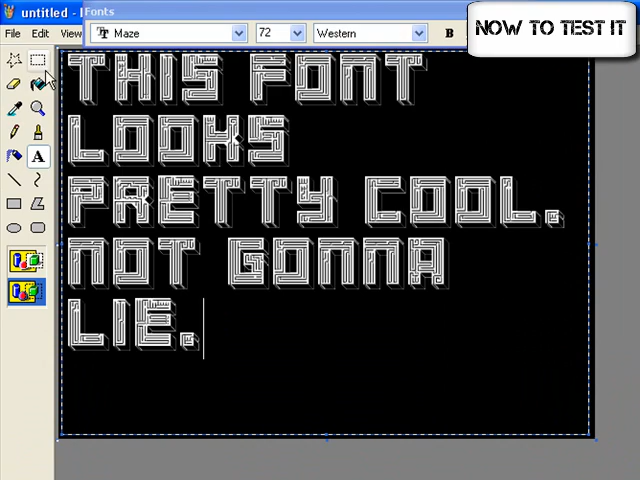 untitled - Fonts
File Edit View
Maze 72 Western B
NOW TO TEST IT
A
THIS FONT
LOOKS
PRETTY COOL.
NOT GONNA
LIE.